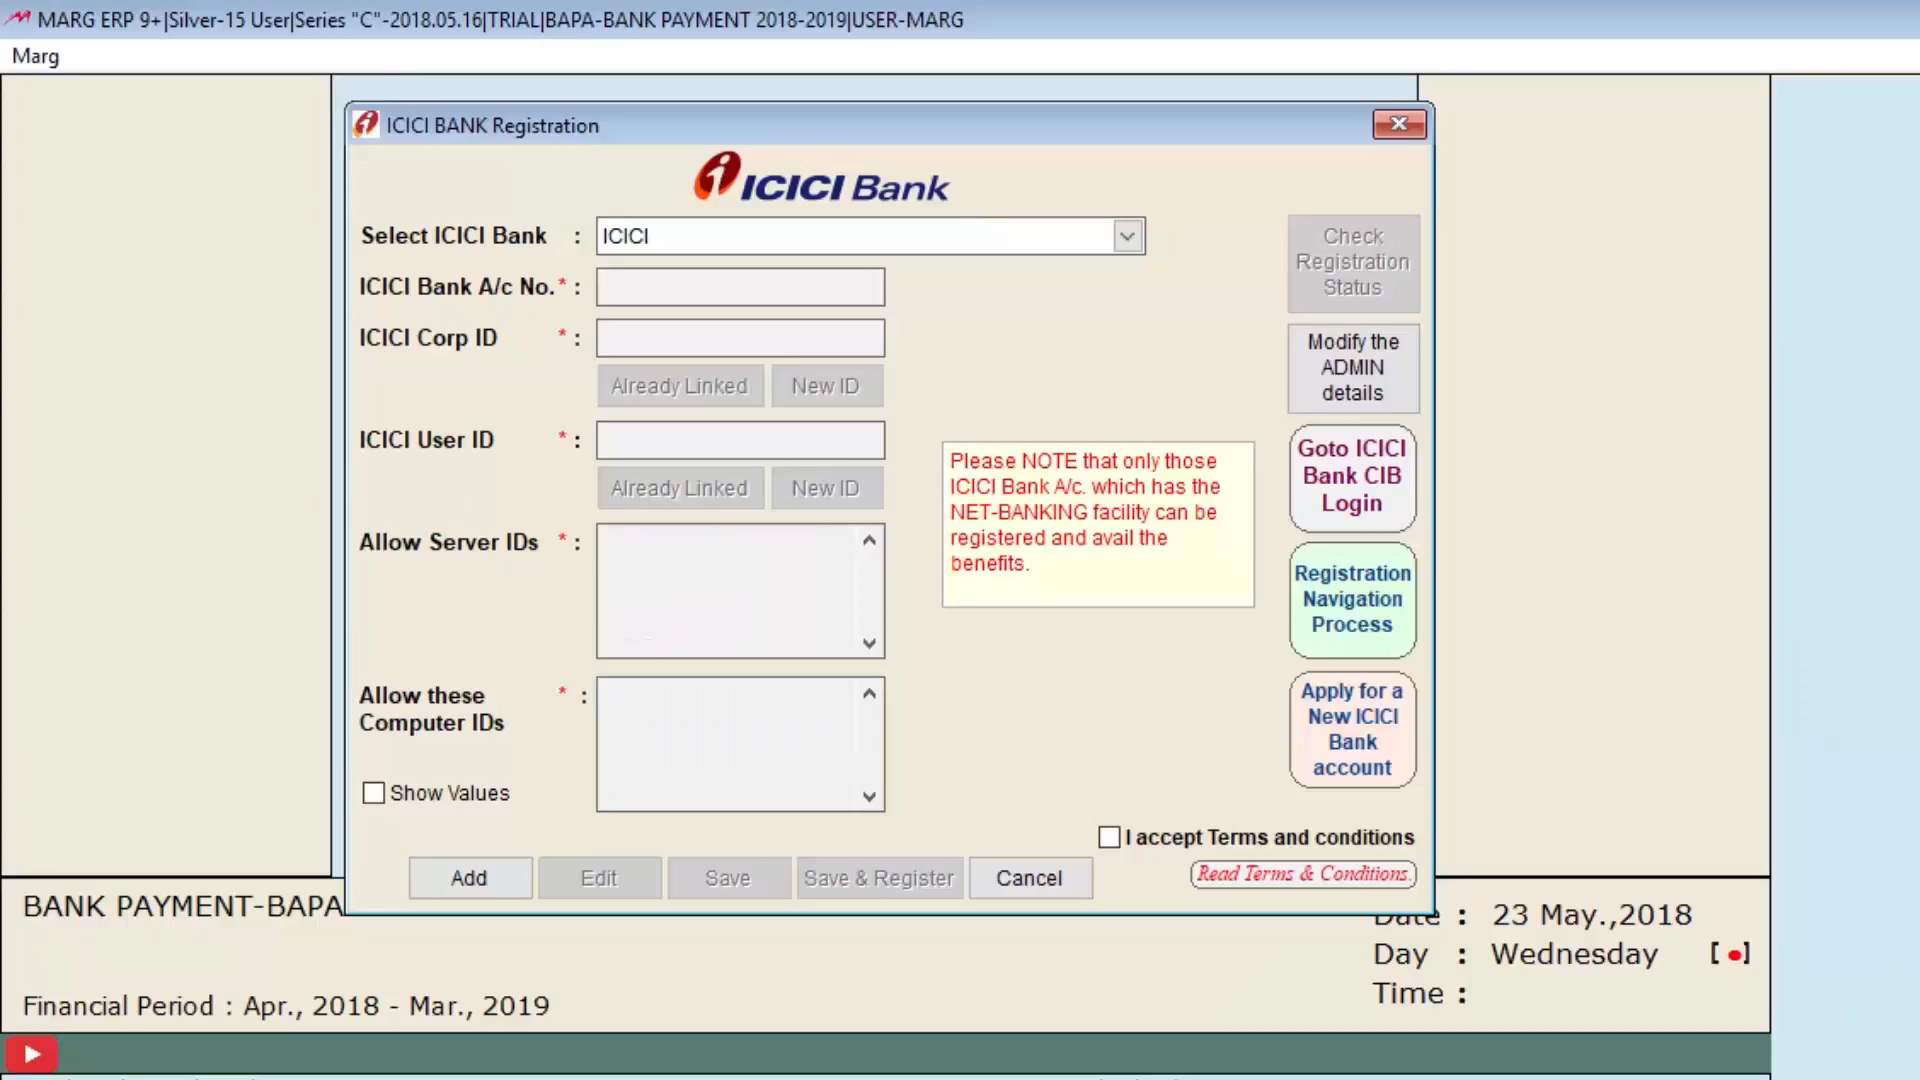 MARG ERP 9+|Silver-15 User|Series "C"-2018.05.16|TRIAL|BAPA-BANK PAYMENT 2018-2019|USER-MARG
Marg
ICICI BANK Registration
ICICI Bank
Select ICICI Bank : ICICI
ICICI Bank A/c No.* :
ICICI Corp ID * :
Already Linked New ID
ICICI User ID * :
Already Linked New ID
Allow Server IDs * :
Allow these * :
Computer IDs
Show Values
Please NOTE that only those
ICICI Bank A/c. which has the
NET-BANKING facility can be
registered and avail the
benefits.
Check
Registration
Status
Modify the
ADMIN
details
Goto ICICI
Bank CIB
Login
Registration
Navigation
Process
Apply for a
New ICICI
Bank
account
I accept Terms and conditions
Read Terms & Conditions.
Add Edit Save Save & Register Cancel
BANK PAYMENT-BAPA
Date : 23 May.,2018
Day : Wednesday [•]
Time :
Financial Period : Apr., 2018 - Mar., 2019